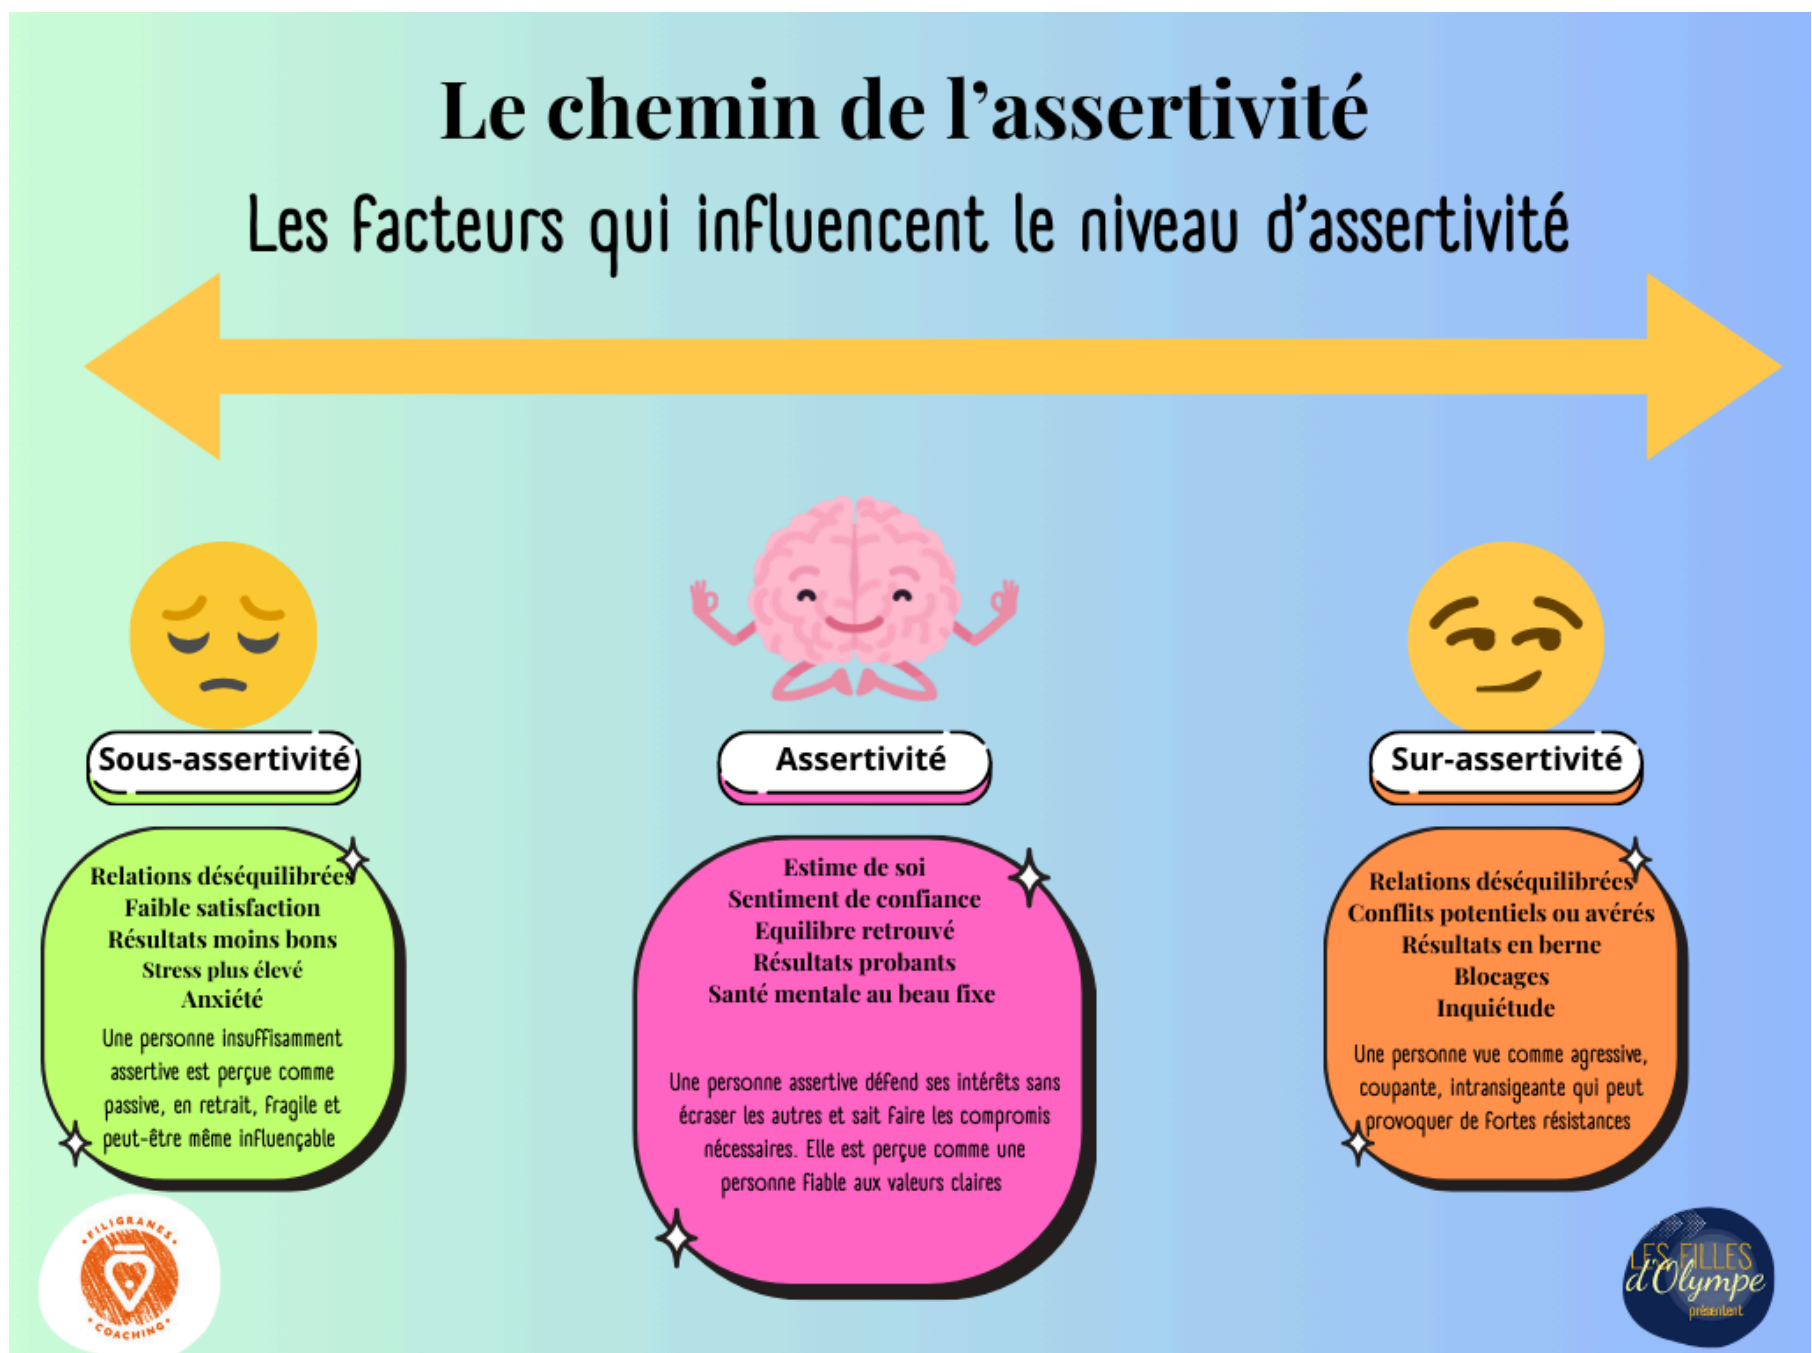 Le chemin de l’assertivité
Les facteurs qui influencent le niveau d’assertivité
Sous-assertivité
Relations déséquilibrées
Faible satisfaction
Résultats moins bons
Stress plus élevé
Anxiété
Une personne insuffisamment
assertive est perçue comme
passive, en retrait, fragile et
peut-être même influençable
Assertivité
Estime de soi
Sentiment de confiance
Equilibre retrouvé
Résultats probants
Santé mentale au beau fixe
Une personne assertive défend ses intérêts sans
écraser les autres et sait faire les compromis
nécessaires. Elle est perçue comme une
personne fiable aux valeurs claires
Sur-assertivité
Relations déséquilibrées
Conflits potentiels ou avérés
Résultats en berne
Blocages
Inquiétude
Une personne vue comme agressive,
coupante, intransigeante qui peut
provoquer de fortes résistances
•FILIGRANES•
•COACHING•
LES FILLES
d'Olympe
présentent